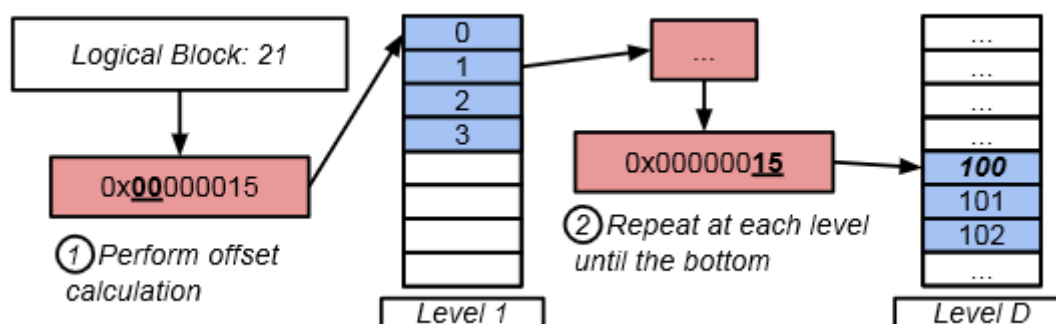 Logical Block: 21
0x00000015
1 Perform offset
calculation
0
1
2
3
Level 1
...
0x00000015
2 Repeat at each level
until the bottom
...
...
...
...
100
101
102
...
Level D